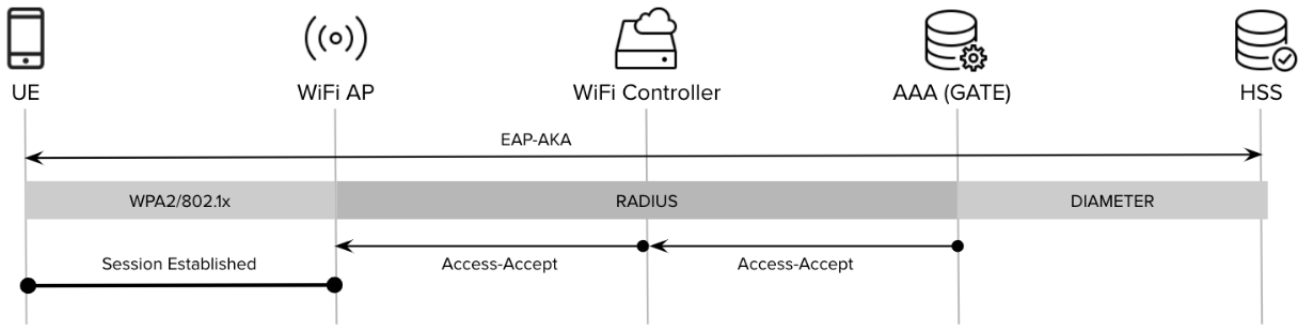 UE
WiFi AP
WiFi Controller
AAA (GATE)
HSS
EAP-AKA
WPA2/802.1x
RADIUS
DIAMETER
Session Established
Access-Accept
Access-Accept